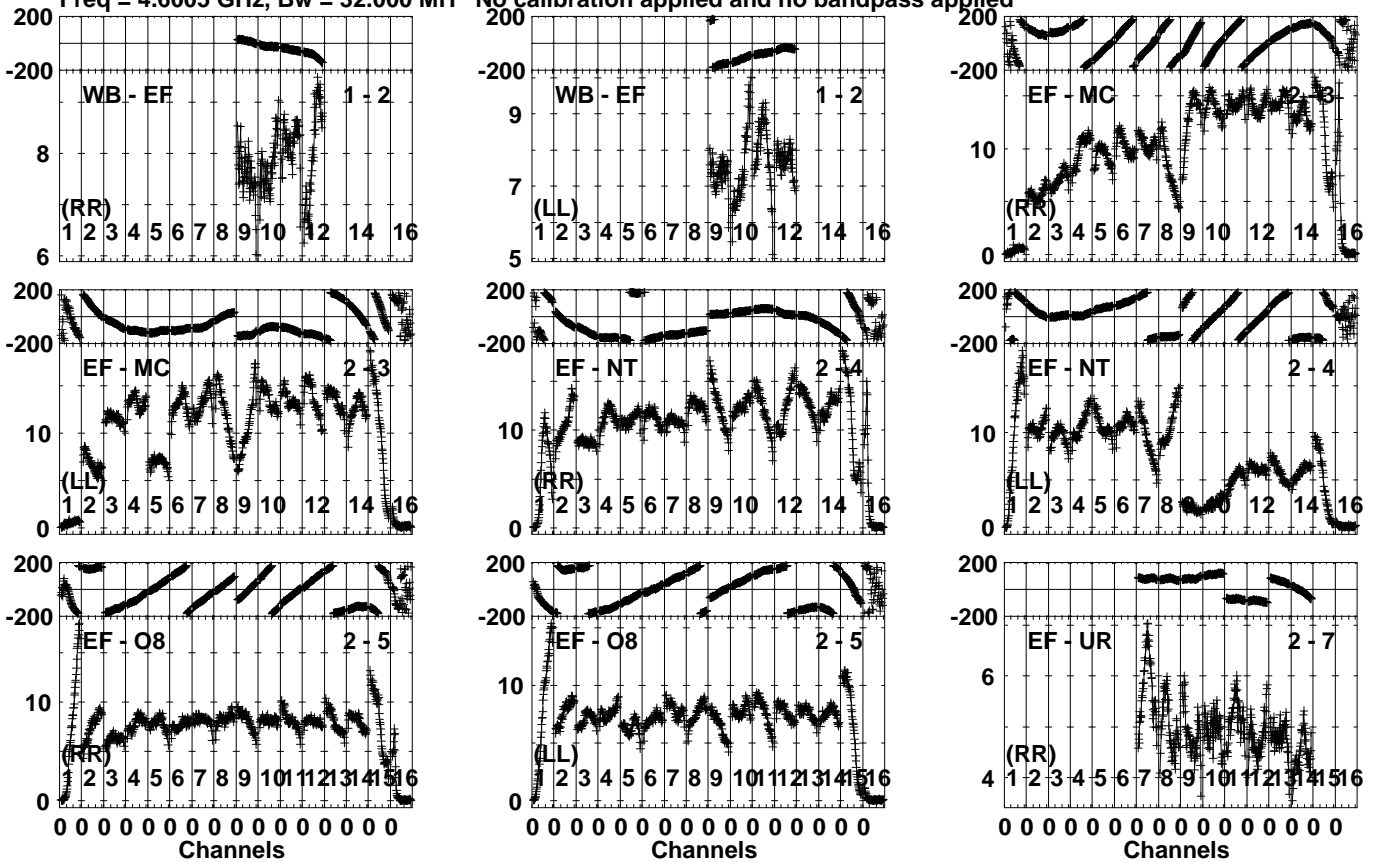 Freq = 4.6005 GHz, Bw = 32.000 MH No calibration applied and no bandpass applied
200 200 200
-200 -200 -200
WB - EF 1 - 2 WB - EF 1 - 2 EF - MC 2 - 3
9
8 7 10
(RR) (LL) (RR)
1 2 3 4 5 6 7 8 9 10 12 14 16 1 2 3 4 5 6 7 8 9 10 12 14 16 1 2 3 4 5 6 7 8 9 10 12 14 16
6 5 0
200 200 200
-200 -200 -200
EF - MC 2 - 3 EF - NT 2 - 4 EF - NT 2 - 4
10 10 10
(LL) (RR) (LL)
1 2 3 4 5 6 7 8 9 10 12 14 16 1 2 3 4 5 6 7 8 9 10 12 14 16 1 2 3 4 5 6 7 8 9 10 12 14 16
0 0 0
200 200 200
-200 -200 -200
EF - O8 2 - 5 EF - O8 2 - 5 EF - UR 2 - 7
10 10 6
(RR) (LL) (RR)
1 2 3 4 5 6 7 8 9 10 11 12 13 14 15 16 1 2 3 4 5 6 7 8 9 10 11 12 13 14 15 16 1 2 3 4 5 6 7 8 9 10 11 12 13 14 15 16
0 0 4
0 0 0 0 0 0 0 0 0 0 0 0 0 0 0 0 0 0 0 0 0 0 0 0 0 0 0 0 0 0 0 0 0 0 0 0 0 0 0 0 0 0 0 0 0 0 0 0
Channels Channels Channels